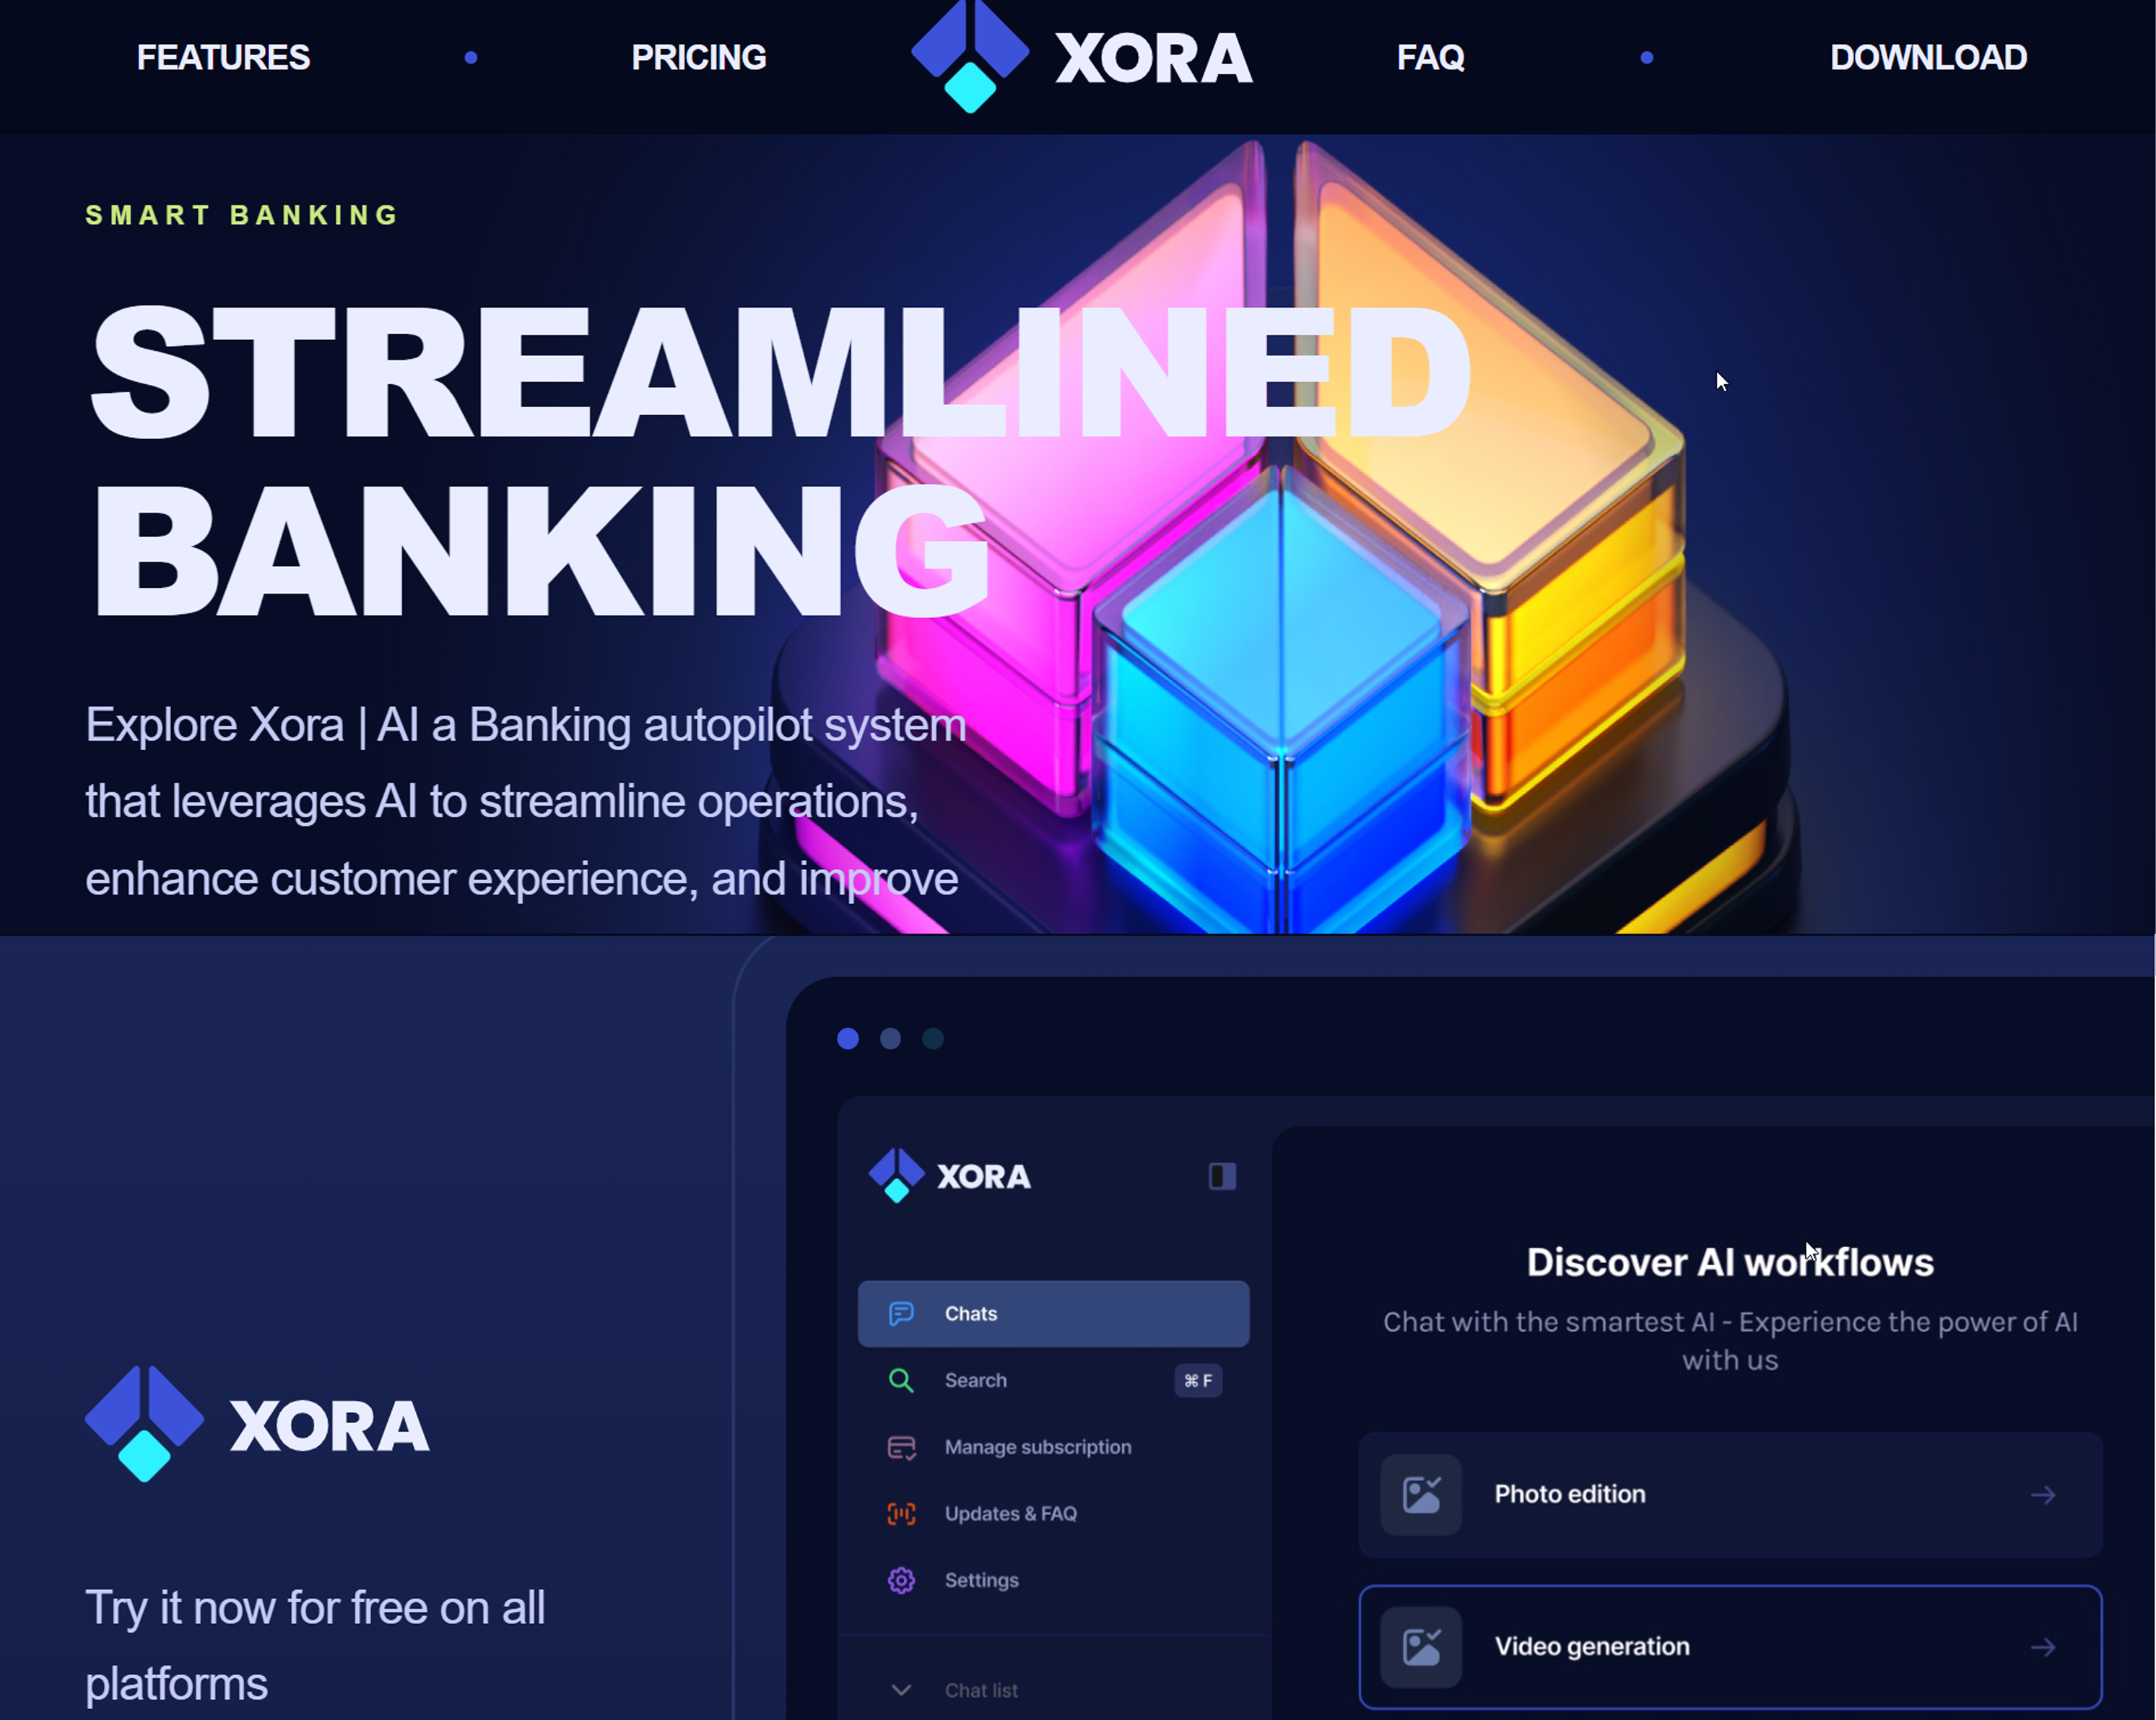 FEATURES
PRICING
XORA
FAQ
DOWNLOAD
SMART BANKING
STREAMLINED
BANKING
Explore Xora | AI a Banking autopilot system
that leverages AI to streamline operations,
enhance customer experience, and improve
XORA
Try it now for free on all
platforms
XORA
Chats
Search
⌘ F
Manage subscription
Updates & FAQ
Settings
Chat list
Discover AI workflows
Chat with the smartest AI - Experience the power of AI
with us
Photo edition
Video generation